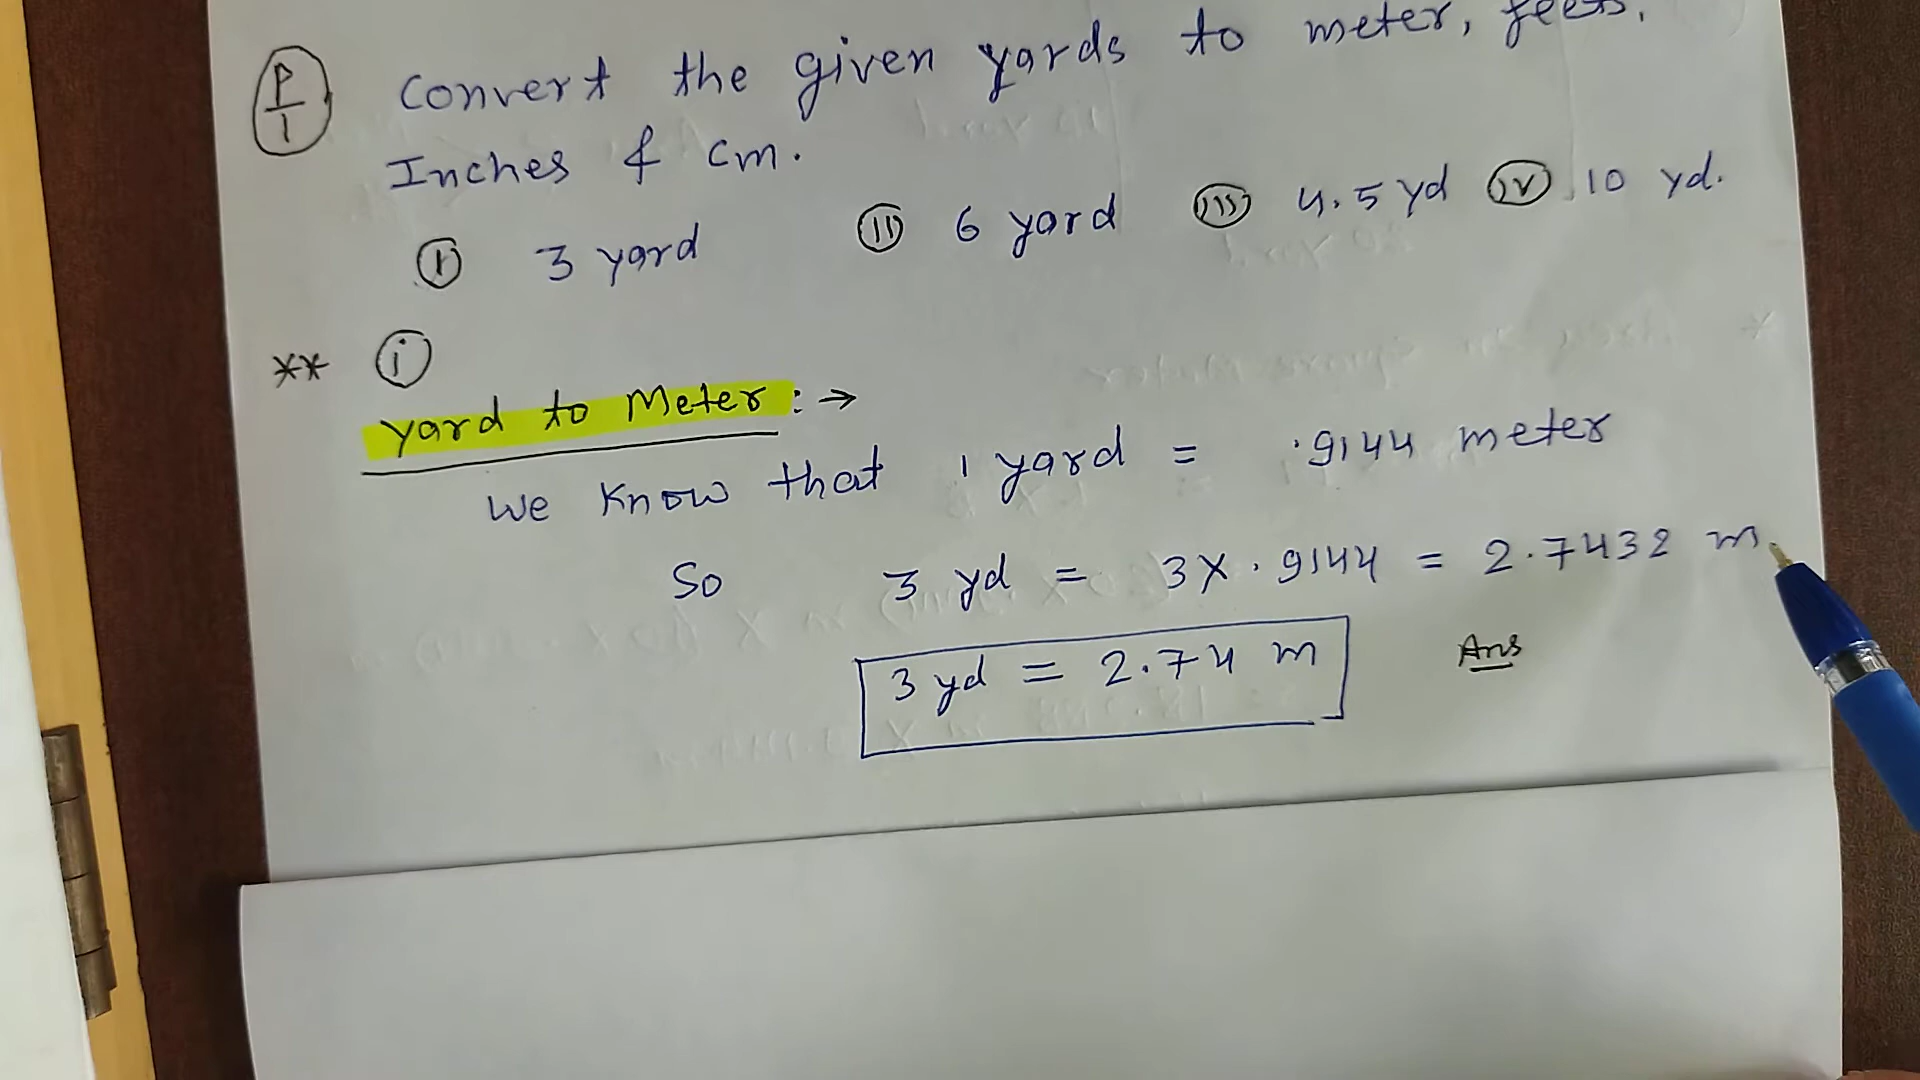 P/1 Convert the given yards to meter, feet,
Inches & cm.
(i) 3 yard (ii) 6 yard (iii) 4.5 yd (iv) 10 yd.
** (i)
Yard to Meter :→
We Know that 1 yard = .9144 meter
So 3 yd = 3 X .9144 = 2.7432 m.
3 yd = 2.74 m Ans